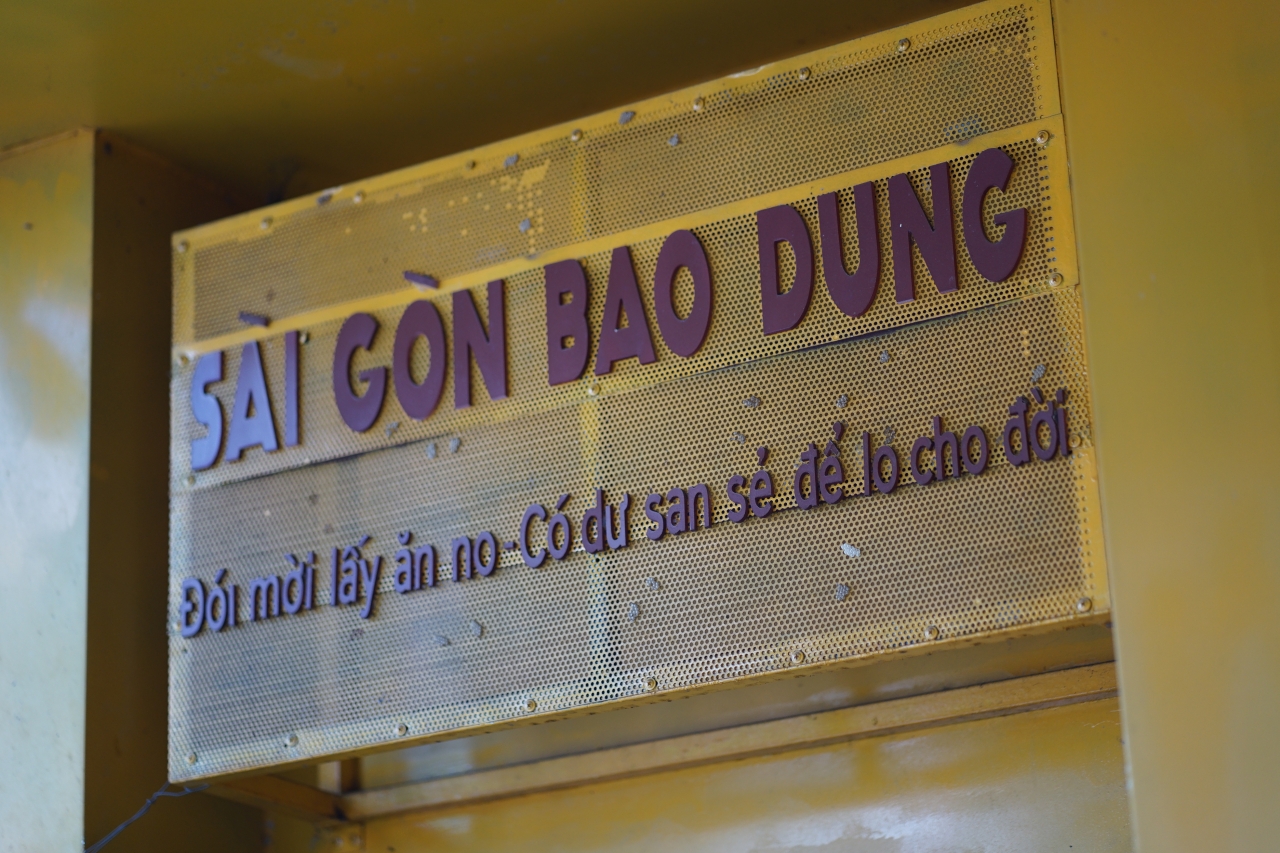 SÀI GÒN BAO DUNG
Đói mời lấy ăn no - Có dư san sẻ để lo cho đời